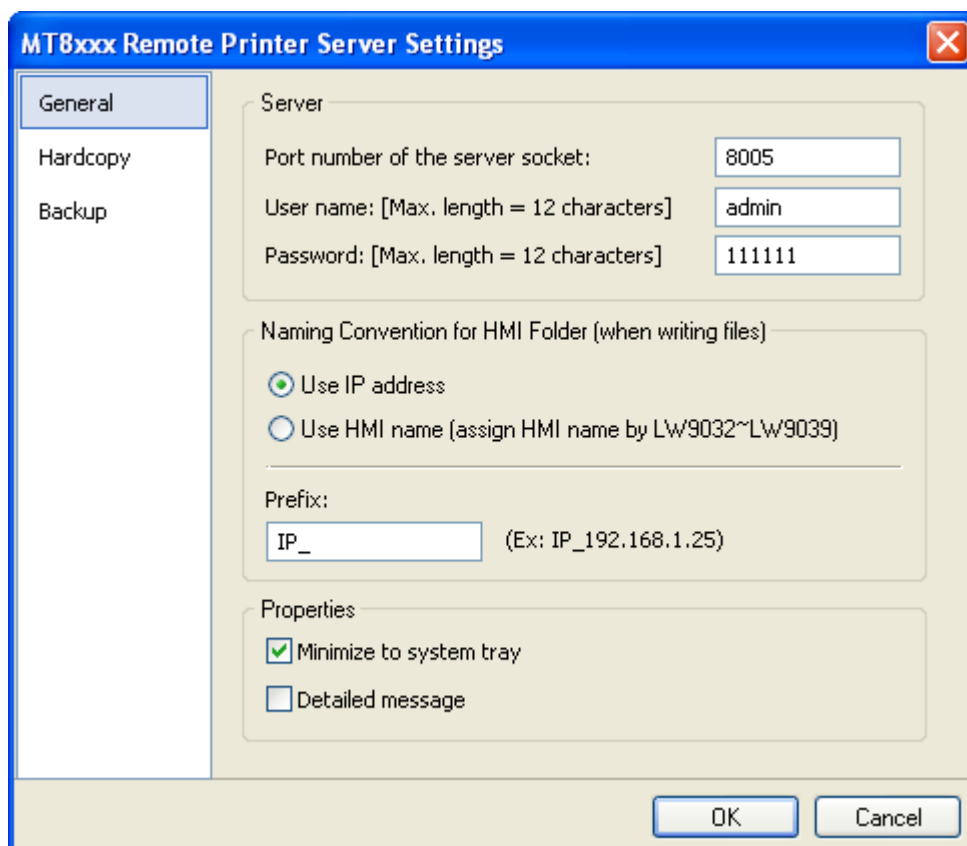 MT8xxx Remote Printer Server Settings
General
Hardcopy
Backup
Server
Port number of the server socket: 8005
User name: [Max. length = 12 characters] admin
Password: [Max. length = 12 characters] 111111
Naming Convention for HMI Folder (when writing files)
Use IP address
Use HMI name (assign HMI name by LW9032~LW9039)
Prefix:
IP_ (Ex: IP_192.168.1.25)
Properties
Minimize to system tray
Detailed message
OK Cancel